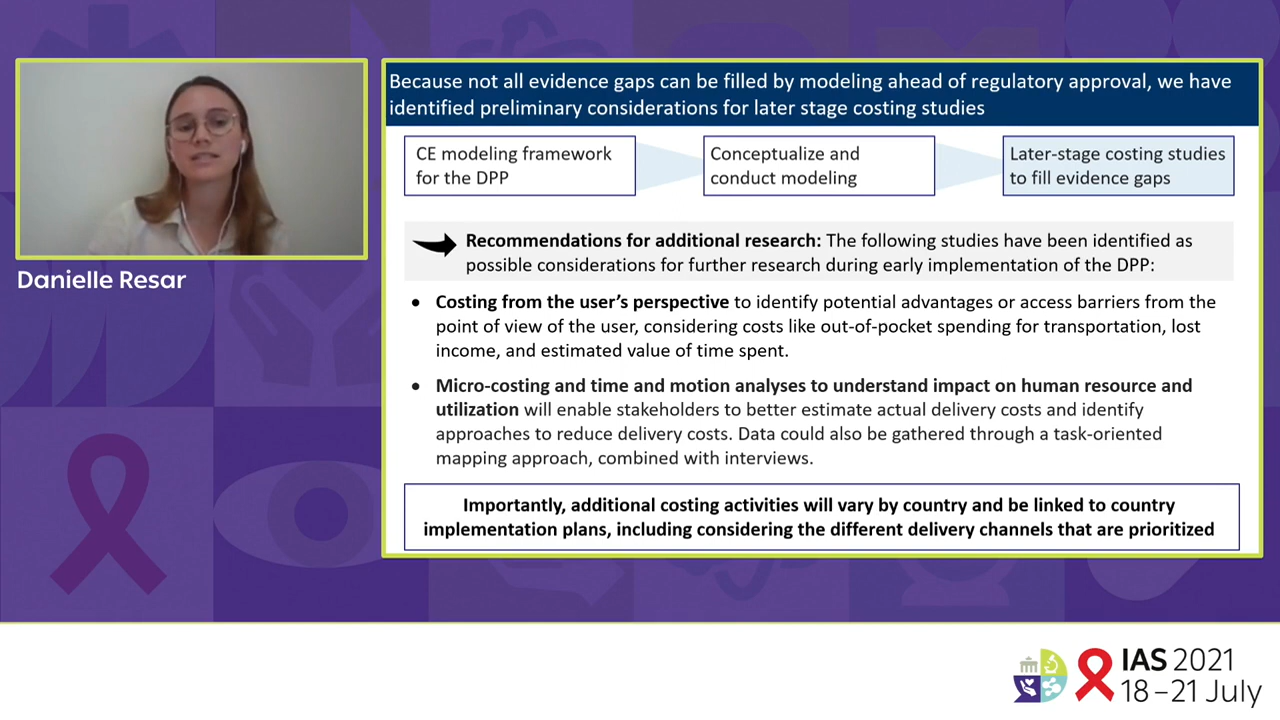 Because not all evidence gaps can be filled by modeling ahead of regulatory approval, we have
identified preliminary considerations for later stage costing studies
CE modeling framework
for the DPP
Conceptualize and
conduct modeling
Later-stage costing studies
to fill evidence gaps
Recommendations for additional research: The following studies have been identified as
possible considerations for further research during early implementation of the DPP:
• Costing from the user’s perspective to identify potential advantages or access barriers from the
point of view of the user, considering costs like out-of-pocket spending for transportation, lost
income, and estimated value of time spent.
• Micro-costing and time and motion analyses to understand impact on human resource and
utilization will enable stakeholders to better estimate actual delivery costs and identify
approaches to reduce delivery costs. Data could also be gathered through a task-oriented
mapping approach, combined with interviews.
Importantly, additional costing activities will vary by country and be linked to country
implementation plans, including considering the different delivery channels that are prioritized
Danielle Resar
IAS 2021
18 – 21 July